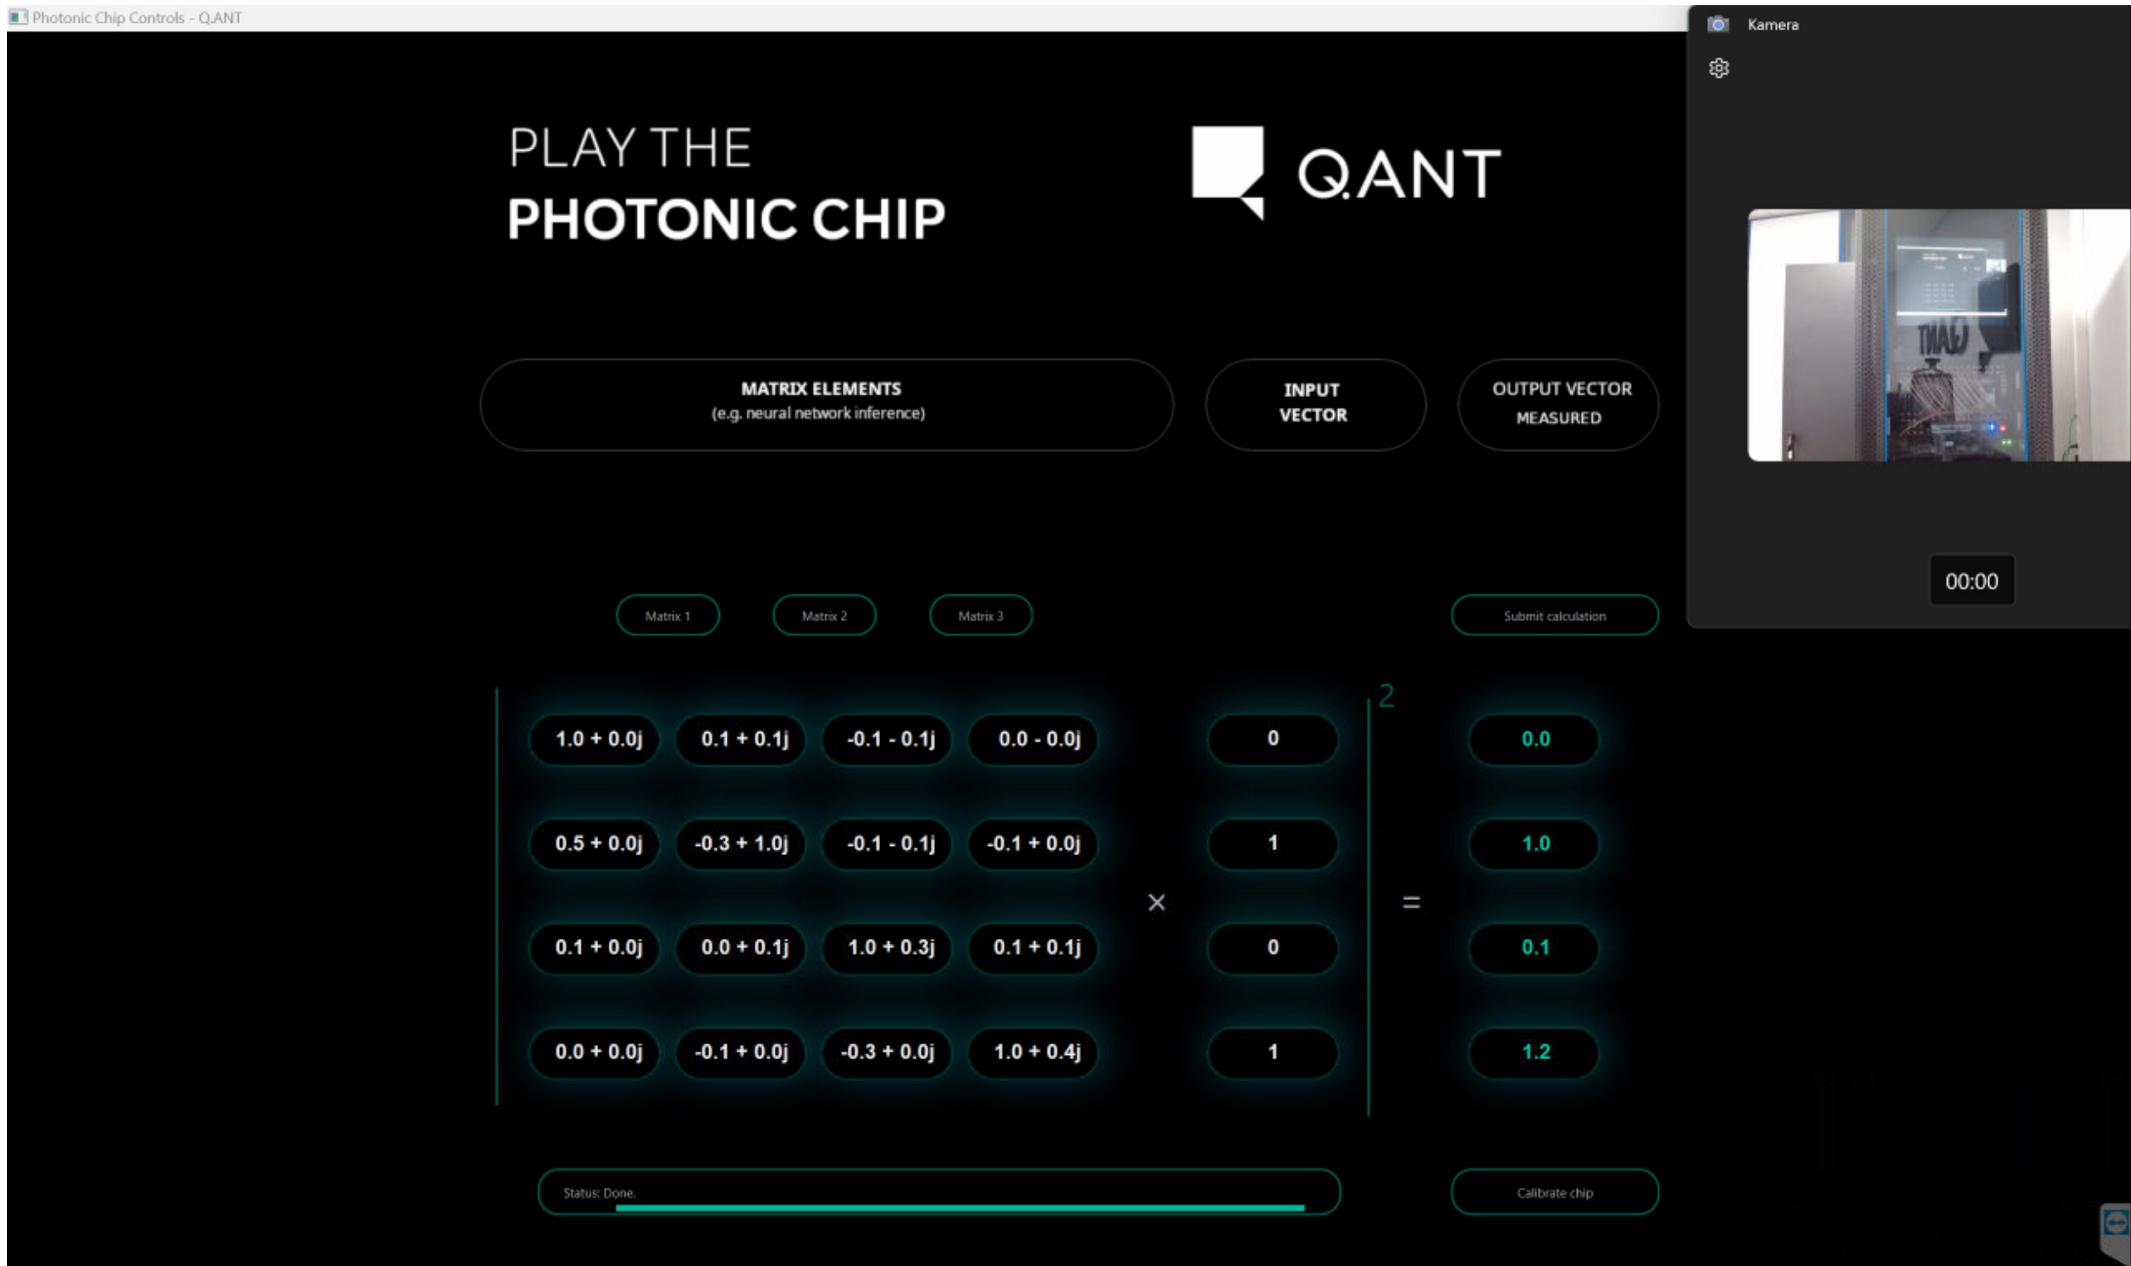 Photonic Chip Controls - Q.ANT
Kamera
PLAY THE
PHOTONIC CHIP
Q.ANT
MATRIX ELEMENTS
(e.g. neural network inference)
INPUT
VECTOR
OUTPUT VECTOR
MEASURED
QANT
00:00
Matrix 1 Matrix 2 Matrix 3 Submit calculation
2
1.0 + 0.0j 0.1 + 0.1j -0.1 - 0.1j 0.0 - 0.0j 0 0.0
0.5 + 0.0j -0.3 + 1.0j -0.1 - 0.1j -0.1 + 0.0j 1 1.0
× =
0.1 + 0.0j 0.0 + 0.1j 1.0 + 0.3j 0.1 + 0.1j 0 0.1
0.0 + 0.0j -0.1 + 0.0j -0.3 + 0.0j 1.0 + 0.4j 1 1.2
Status: Done. Calibrate chip